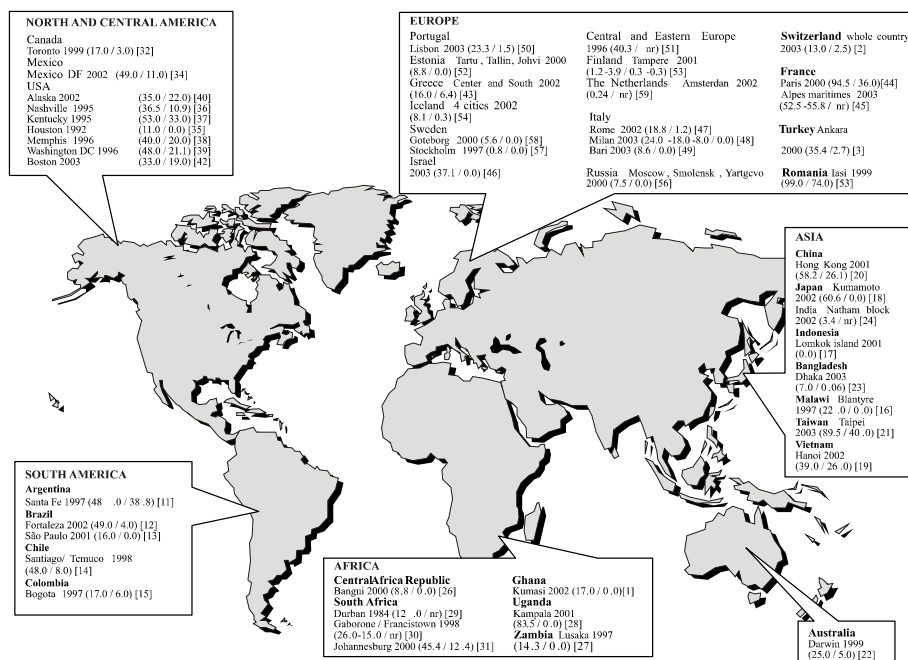 NORTH AND CENTRAL AMERICA
Canada
Toronto 1999 (17.0 / 3.0) [32]
Mexico
Mexico DF 2002 (49.0 / 11.0) [34]
USA
Alaska 2002 (35.0 / 22.0) [40]
Nashville 1995 (36.5 / 10.9) [36]
Kentucky 1995 (53.0 / 33.0) [37]
Houston 1992 (11.0 / 0.0) [35]
Memphis 1996 (40.0 / 20.0) [38]
Washington DC 1996 (48.0 / 21.1) [39]
Boston 2003 (33.0 / 19.0) [42]
EUROPE
Portugal
Lisbon 2003 (23.3 / 1.5) [50]
Estonia Tartu , Tallin, Johvi 2000
(8.8 / 0.0) [52]
Greece Center and South 2002
(16.0 / 6.4) [43]
Iceland 4 cities 2002
(8.1 / 0.3) [54]
Sweden
Goteborg 2000 (5.6 / 0.0) [58]
Stockholm 1997 (0.8 / 0.0) [57]
Israel
2003 (37.1 / 0.0) [46]
Central and Eastern Europe
1996 (40.3 / nr) [51]
Finland Tampere 2001
(1.2 -3.9 / 0.3 -0.3) [53]
The Netherlands Amsterdan 2002
(0.24 / nr) [59]
Italy
Rome 2002 (18.8 / 1.2) [47]
Milan 2003 (24.0 -18.0-8.0 / 0.0) [48]
Bari 2003 (8.6 / 0.0) [49]
Russia Moscow , Smolensk , Yartgevo
2000 (7.5 / 0.0) [56]
Switzerland whole country
2003 (13.0 / 2.5) [2]
France
Paris 2000 (94.5 / 36.0)[44]
Alpes maritimes 2003
(52.5 -55.8 / nr) [45]
Turkey Ankara
2000 (35.4 /2.7) [3]
Romania Iasi 1999
(99.0 / 74.0) [53]
ASIA
China
Hong Kong 2001
(58.2 / 26.1) [20]
Japan Kumamoto
2002 (60.6 / 0.0) [18]
India Natham block
2002 (3.4 / nr) [24]
Indonesia
Lomkok island 2001
(0.0) [17]
Bangladesh
Dhaka 2003
(7.0 / 0 .06) [23]
Malawi Blantyre
1997 (22 .0 / 0 .0) [16]
Taiwan Taipei
2003 (89.5 / 40 .0) [21]
Vietnam
Hanoi 2002
(39.0 / 26 .0) [19]
SOUTH AMERICA
Argentina
Santa Fe 1997 (48 .0 / 38 .8) [11]
Brazil
Fortaleza 2002 (49.0 / 4.0) [12]
São Paulo 2001 (16.0 / 0.0) [13]
Chile
Santiago/ Temuco 1998
(48.0 / 8.0) [14]
Colombia
Bogota 1997 (17.0 / 6.0) [15]
AFRICA
CentralAfrica Republic
Bangui 2000 (8.8 / 0 .0) [26]
South Africa
Durban 1984 (12 .0 / nr) [29]
Gaborone / Francistown 1998
(26.0-15.0 / nr) [30]
Johannesburg 2000 (45.4 / 12 .4) [31]
Ghana
Kumasi 2002 (17.0 / 0.0)[1]
Uganda
Kampala 2001
(83.5 / 0 .0) [28]
Zambia Lusaka 1997
(14.3 / 0.0) [27]
Australia
Darwin 1999
(25.0 / 5.0) [22]